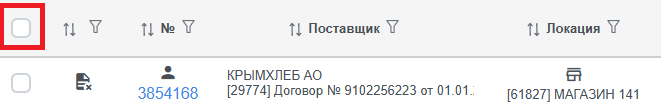 № Поставщик Локация
КРЫМХЛЕБ АО
3854168 [29774] Договор № 9102256223 от 01.01. [61827] МАГАЗИН 141